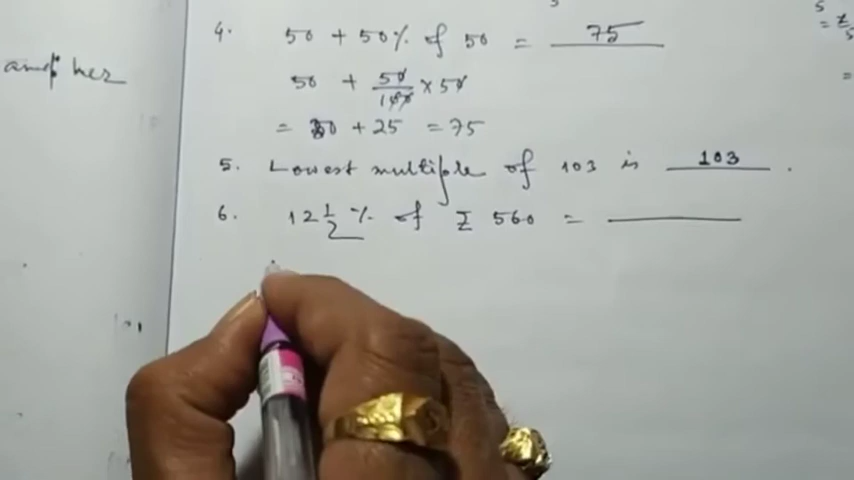 4. 50 + 50% of 50 = 75
50 + 50/100 × 50
= 50 + 25 = 75
5. Lowest multiple of 103 is 103.
6. 12 1/2 % of ₹ 560 =